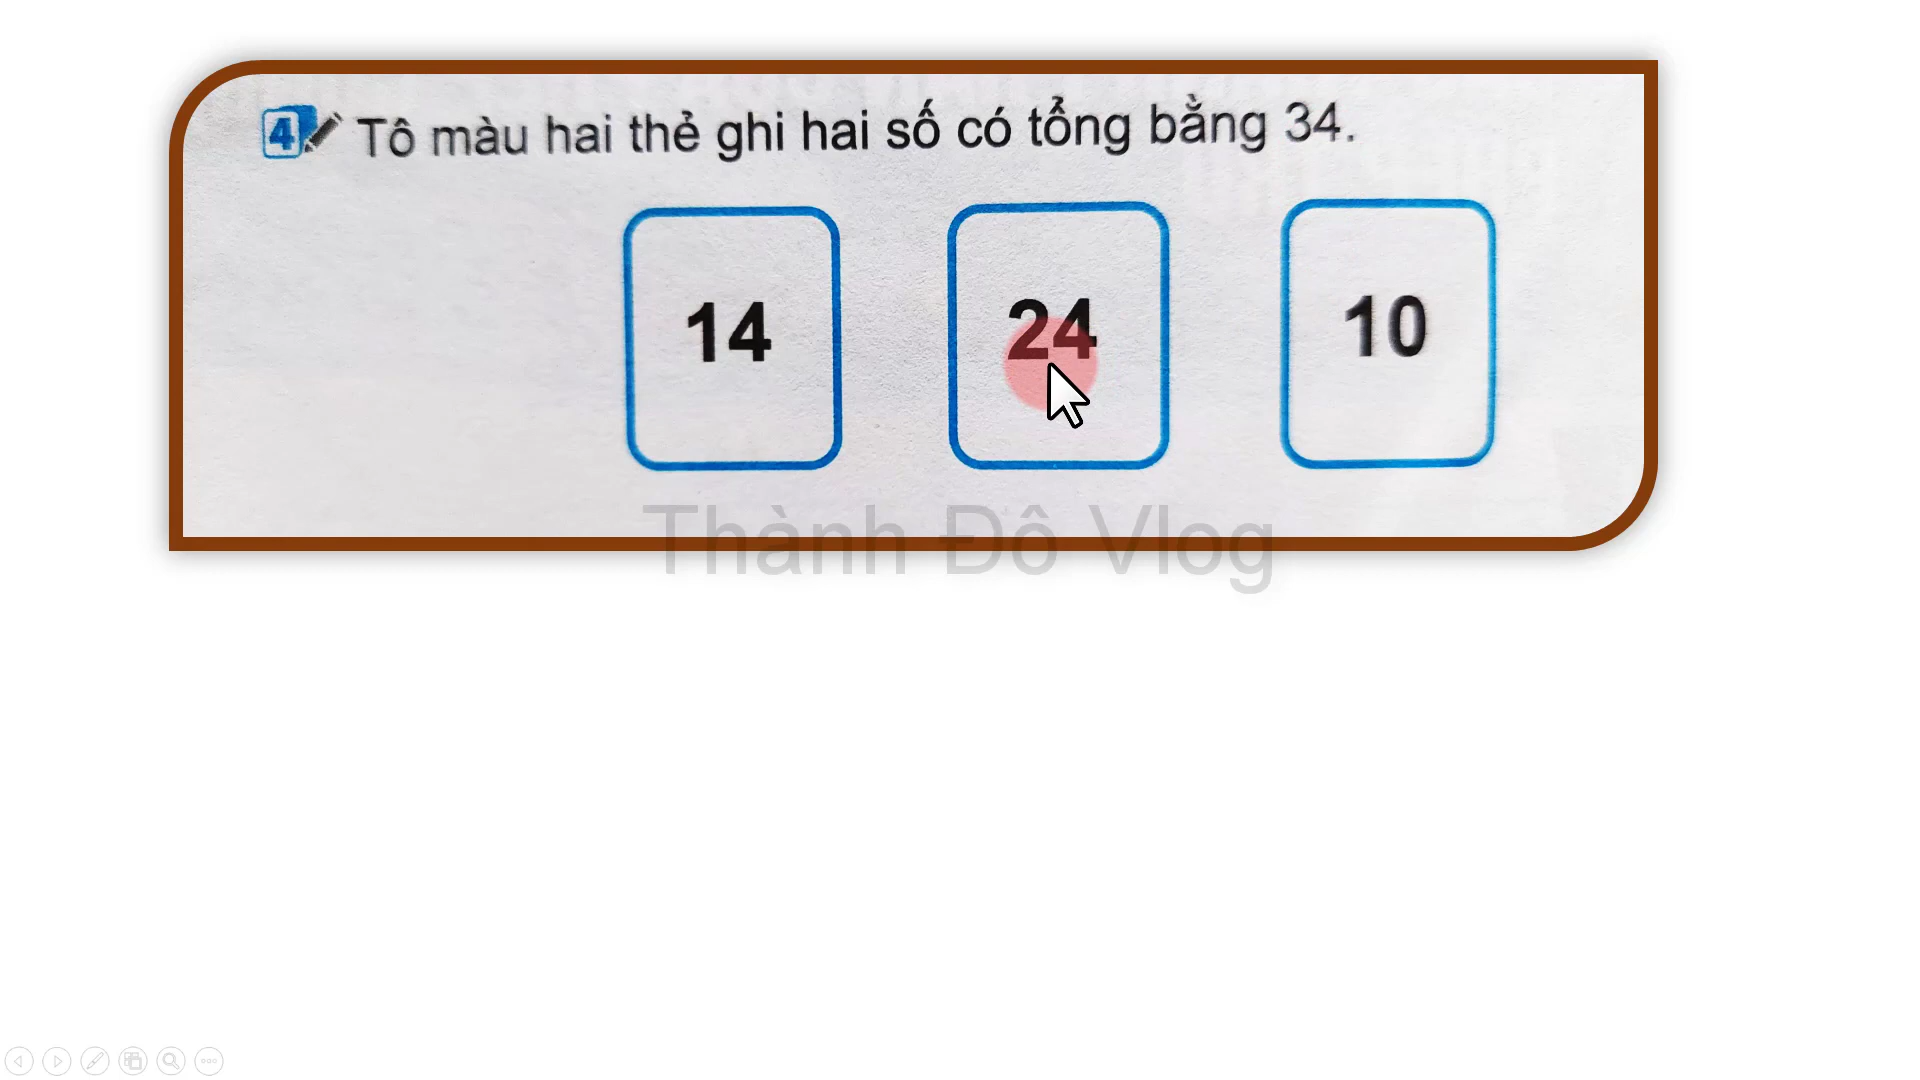 4 Tô màu hai thẻ ghi hai số có tổng bằng 34.
14 24 10
Thành Đô Vlog